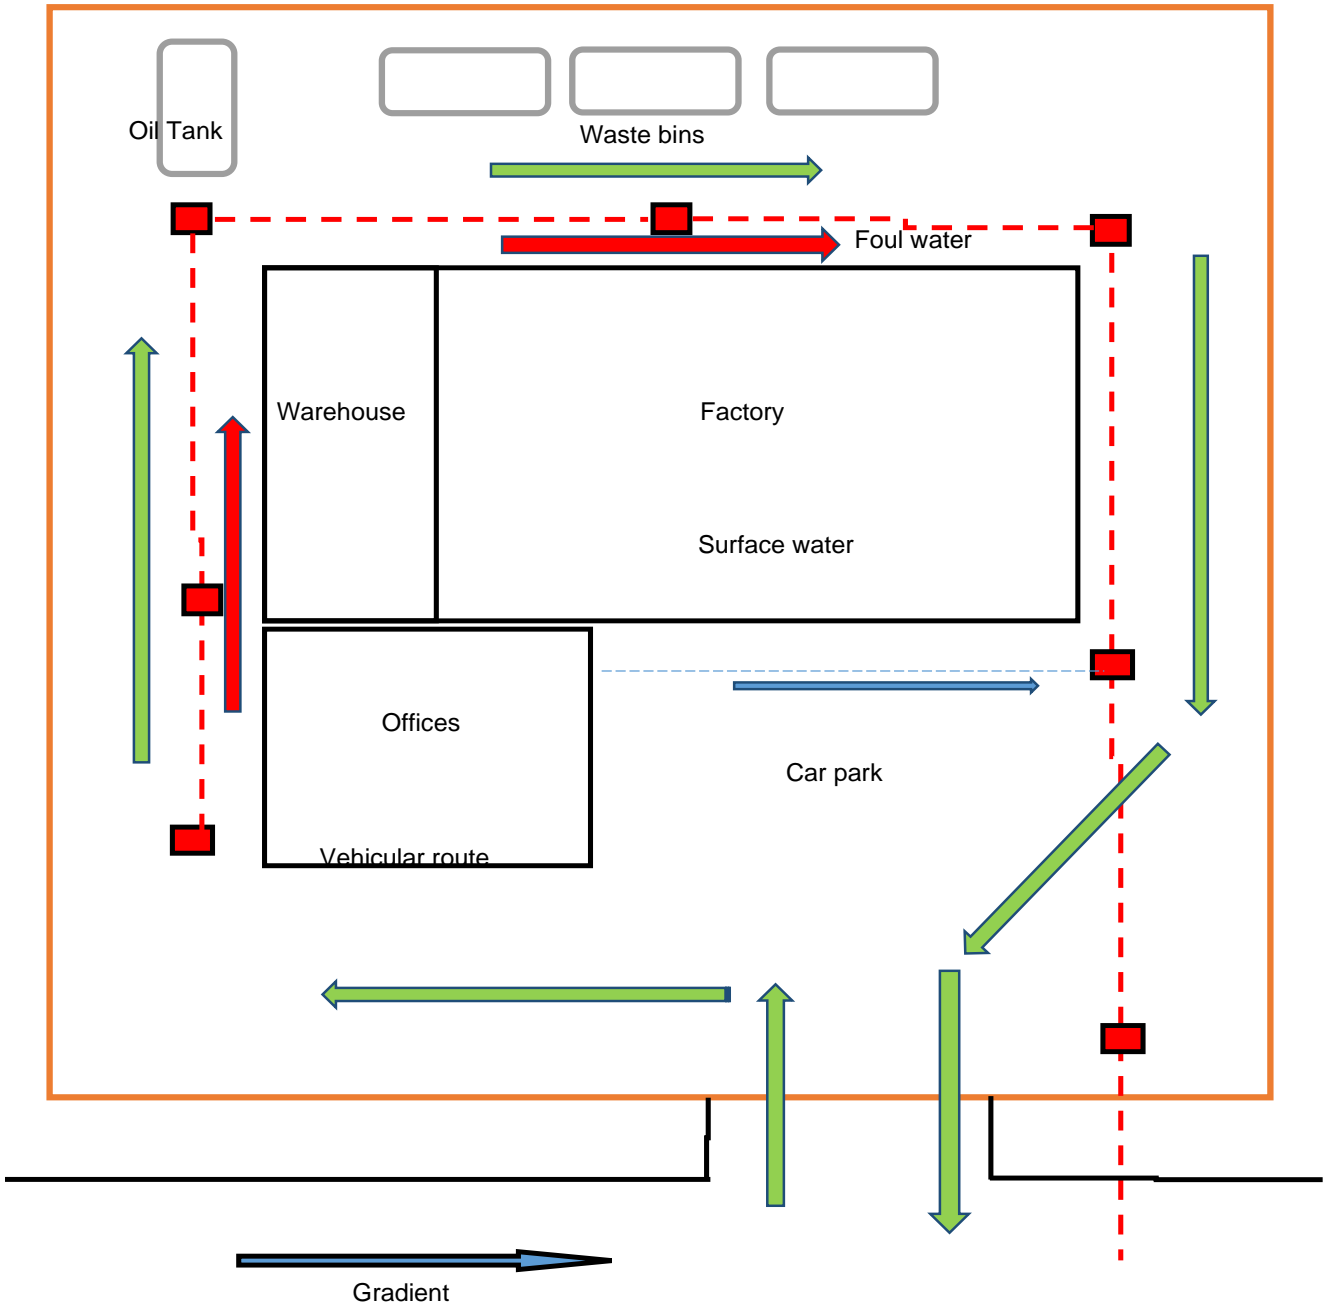 Oil Tank
Waste bins
Foul water
Warehouse
Factory
Surface water
Offices
Car park
Vehicular route
Gradient